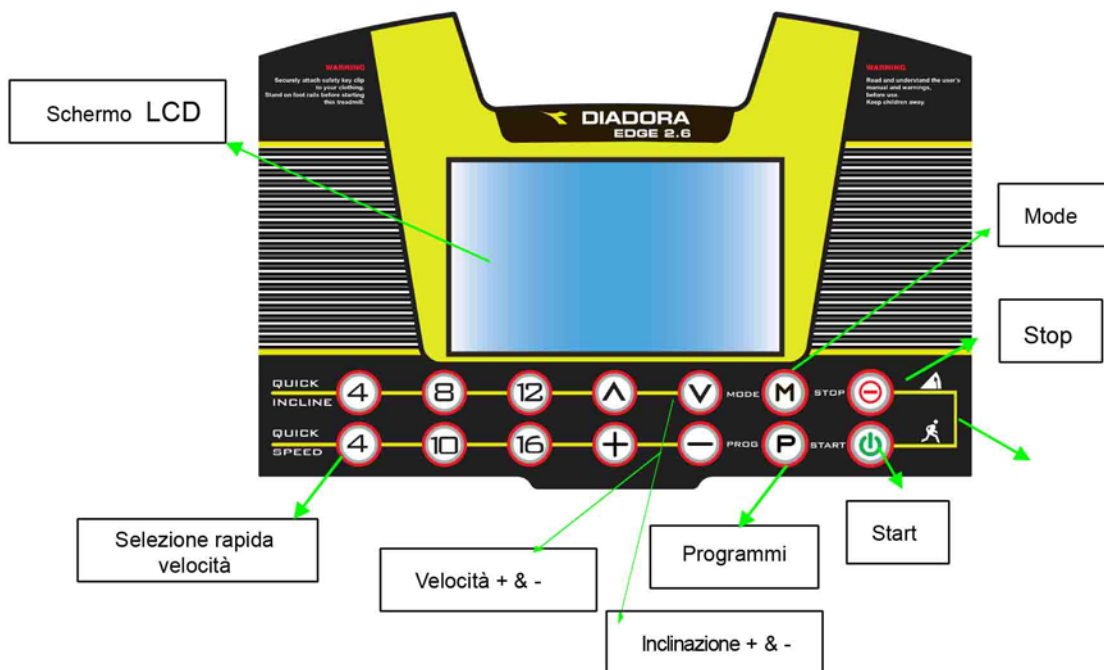 WARNING
Securely attach safety key clip
to your clothing.
Stand on foot rails before starting
this treadmill.
WARNING
Read and understand the user's
manual and warnings,
before use.
Keep children away.
Schermo LCD
DIADORA
EDGE 2.6
Mode
Stop
QUICK
INCLINE
4 8 12 MODE M STOP
QUICK
SPEED
4 10 16 + − PROG P START
Selezione rapida
velocità
Velocità + & -
Programmi
Start
Inclinazione + & -